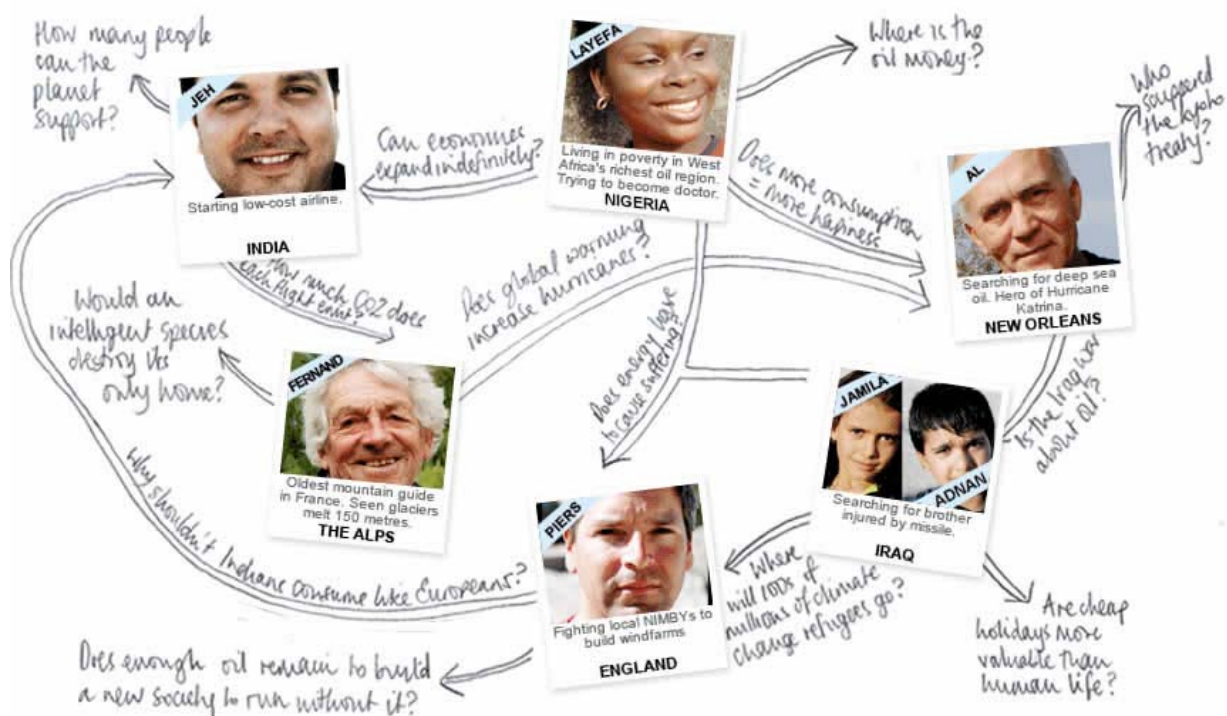 How many people
can the
planet
support?
JEH
Starting low-cost airline.
INDIA
Can economies
expand indefinitely?
LAYEFA
Living in poverty in West
Africa's richest oil region.
Trying to become doctor.
NIGERIA
Where is the
oil money?
Who
scuppered
the kyoto
treaty?
Does more consumption
= more hapiness
AL
Searching for deep sea
oil. Hero of Hurricane
Katrina.
NEW ORLEANS
How much CO2 does
each flight emit?
Does global warming
increase hurricanes?
Would an
intelligent species
destroy its
only home?
FERNAND
Oldest mountain guide
in France. Seen glaciers
melt 150 metres.
THE ALPS
Does energy have
to cause suffering?
JAMILA
ADNAN
Searching for brother
injured by missile.
IRAQ
Is the Iraq war
about oil?
Why shouldn't Indians consume like Europeans?
PIERS
Fighting local NIMBYs to
build windfarms
ENGLAND
Where
will 100s of
millions of climate
change refugees go?
Are cheap
holidays more
valuable than
human life?
Does enough oil remain to build
a new society to run without it?